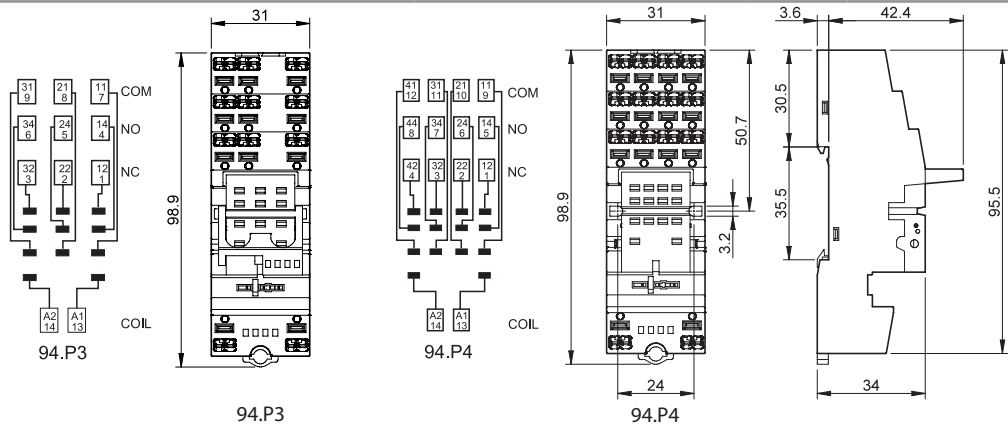 31
31
3.6
42.4
31 21 11
9 8 7
COM
34 24 14
6 5 4
NO
32 22 12
3 2 1
NC
A2 A1
14 13
COIL
94.P3
98.9
41 31 21 11
12 11 10 9
COM
44 34 24 14
8 7 6 5
NO
42 32 22 12
4 3 2 1
NC
A2 A1
14 13
COIL
94.P4
98.9
50.7
3.2
24
30.5
35.5
95.5
34
94.P3
94.P4